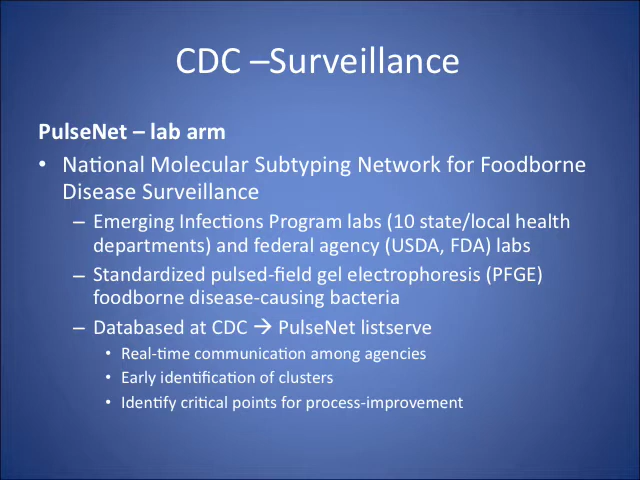 CDC –Surveillance
PulseNet – lab arm
• National Molecular Subtyping Network for Foodborne
Disease Surveillance
– Emerging Infections Program labs (10 state/local health
departments) and federal agency (USDA, FDA) labs
– Standardized pulsed-field gel electrophoresis (PFGE)
foodborne disease-causing bacteria
– Databased at CDC → PulseNet listserve
• Real-time communication among agencies
• Early identification of clusters
• Identify critical points for process-improvement